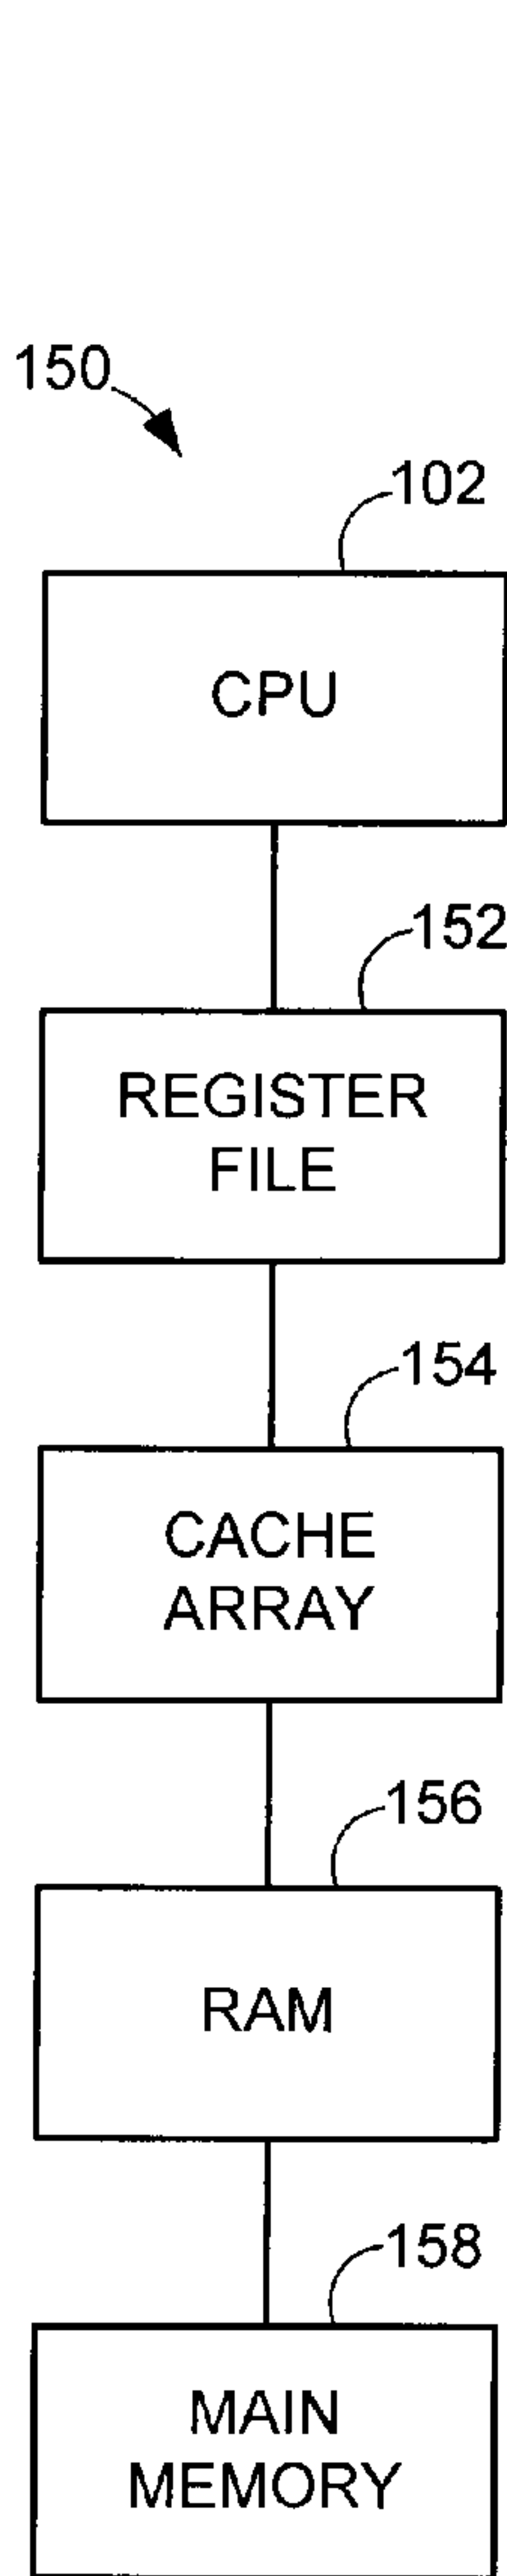 150
102
CPU
152
REGISTER
FILE
154
CACHE
ARRAY
156
RAM
158
MAIN
MEMORY